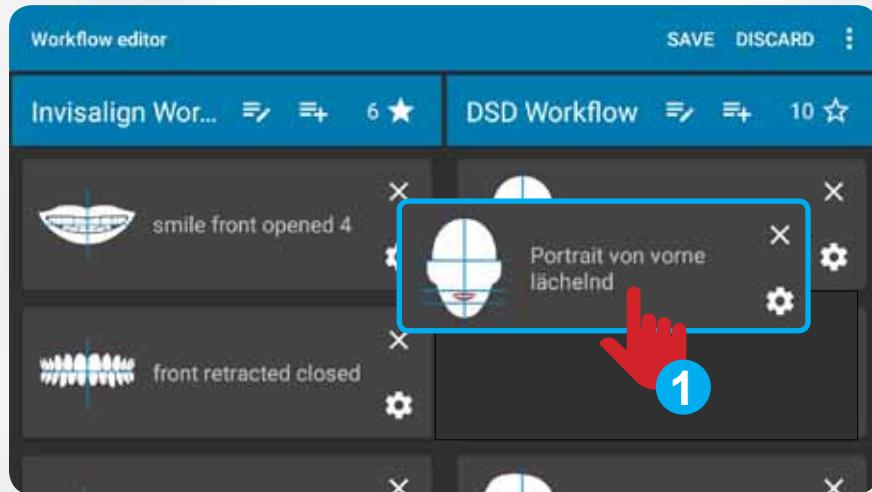 Workflow editor SAVE DISCARD
Invisalign Wor... 6 DSD Workflow 10
smile front opened 4
Portrait von vorne
lächelnd
front retracted closed
1